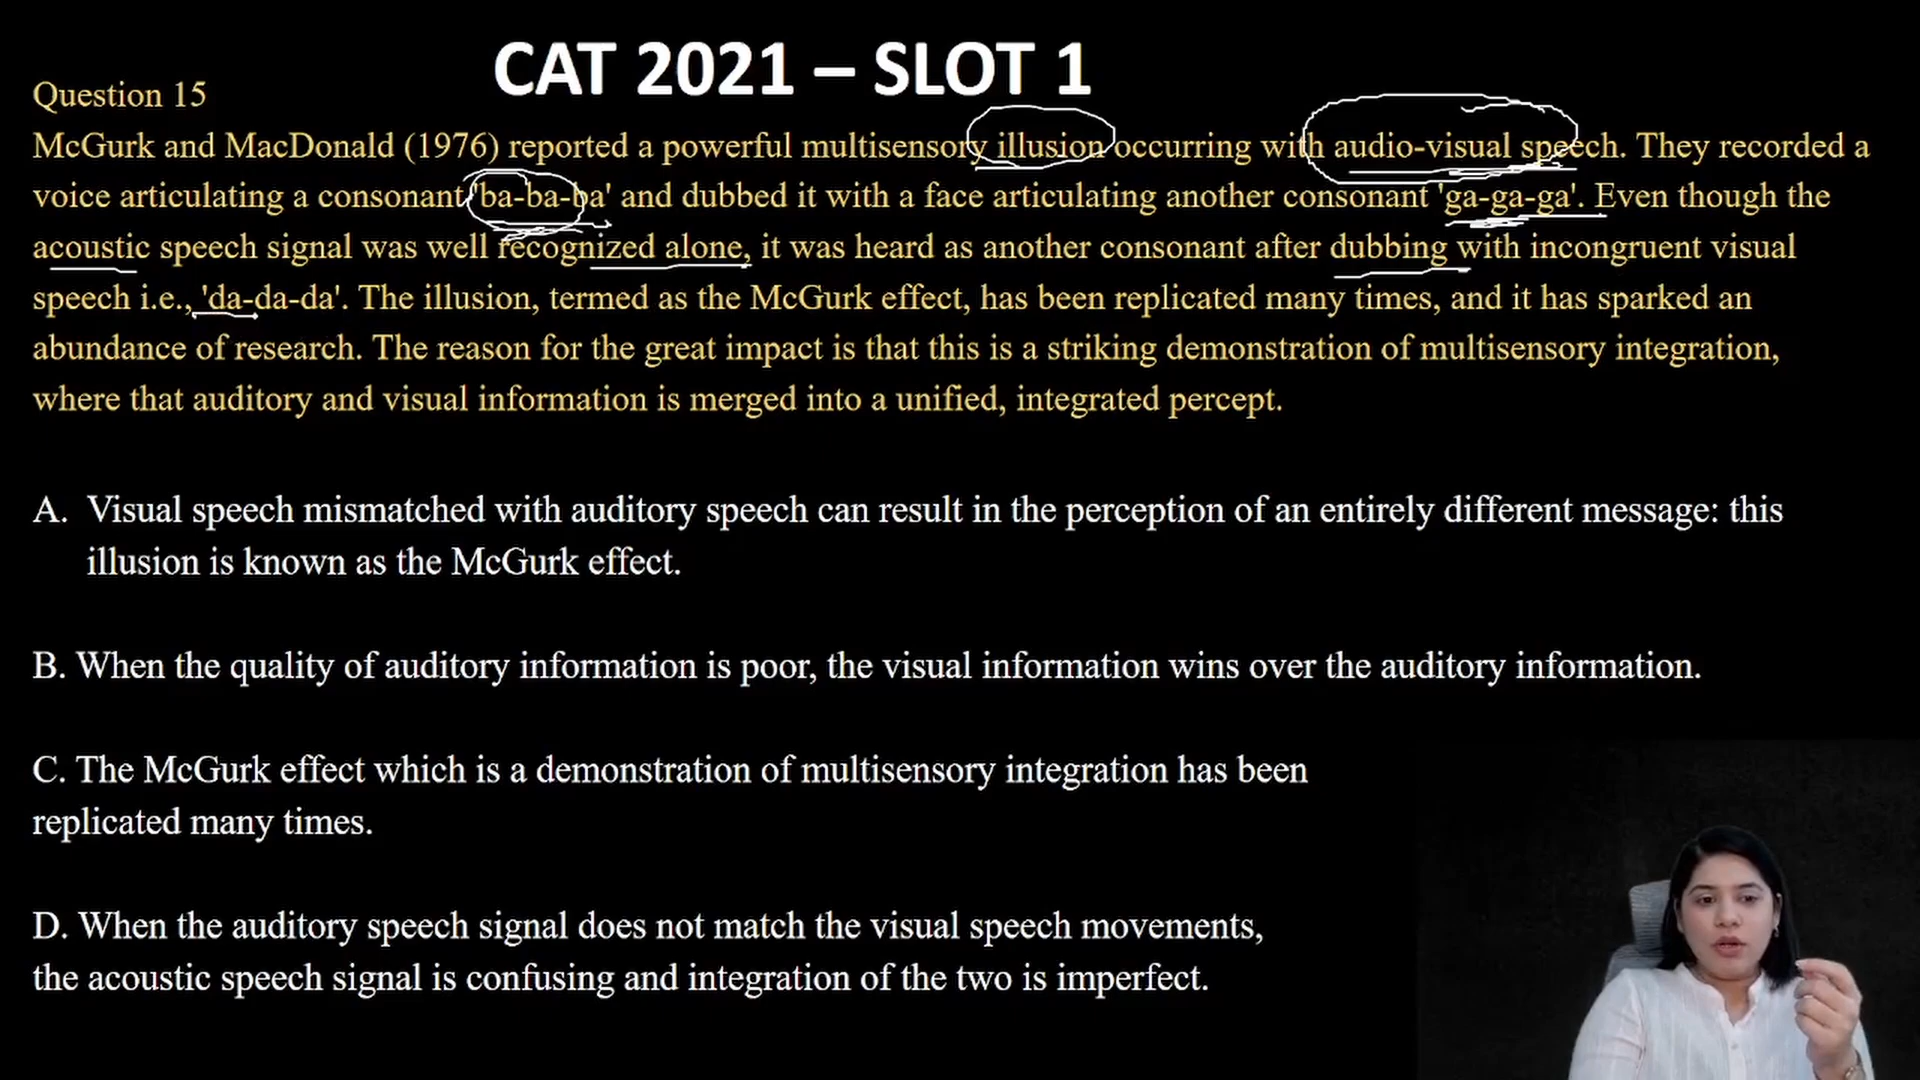 CAT 2021 – SLOT 1
Question 15
McGurk and MacDonald (1976) reported a powerful multisensory illusion occurring with audio-visual speech. They recorded a
voice articulating a consonant 'ba-ba-ba' and dubbed it with a face articulating another consonant 'ga-ga-ga'. Even though the
acoustic speech signal was well recognized alone, it was heard as another consonant after dubbing with incongruent visual
speech i.e., 'da-da-da'. The illusion, termed as the McGurk effect, has been replicated many times, and it has sparked an
abundance of research. The reason for the great impact is that this is a striking demonstration of multisensory integration,
where that auditory and visual information is merged into a unified, integrated percept.
A. Visual speech mismatched with auditory speech can result in the perception of an entirely different message: this
illusion is known as the McGurk effect.
B. When the quality of auditory information is poor, the visual information wins over the auditory information.
C. The McGurk effect which is a demonstration of multisensory integration has been
replicated many times.
D. When the auditory speech signal does not match the visual speech movements,
the acoustic speech signal is confusing and integration of the two is imperfect.